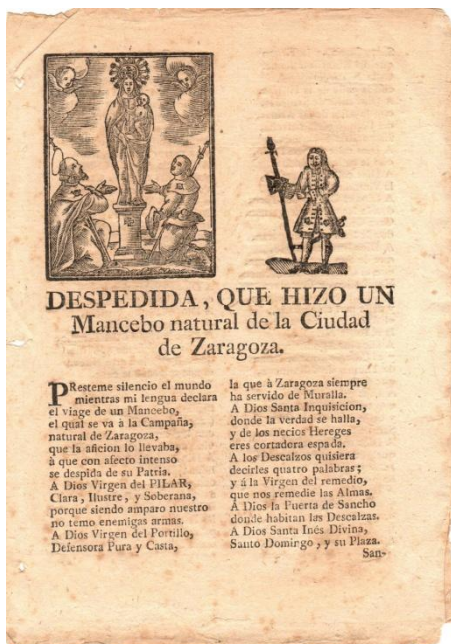 DESPEDIDA, QUE HIZO UN
Mancebo natural de la Ciudad
de Zaragoza.
PResteme silencio el mundo
mientras mi lengua declara
el viage de un Mancebo,
el qual se và à la Campaña,
natural de Zaragoza,
que la aficion lo llevaba,
à que con afecto intenso
se despida de su Patria.
A Dios Virgen del PILAR,
Clara, Ilustre, y Soberana,
porque siendo amparo nuestro
no temo enemigas armas.
A Dios Virgen del Portillo,
Defensora Pura y Casta,
la que à Zaragoza siempre
ha servido de Muralla.
A Dios Santa Inquisicion,
donde la verdad se halla,
y de los necios Hereges
eres cortadora espada.
A los Descalzos quisiera
decirles quatro palabras;
y á la Virgen del remedio,
que nos remedie las Almas.
A Dios la Puerta de Sancho
donde habitan las Descalzas.
A Dios Santa Inés Divina,
Santo Domingo, y su Plaza.
San-